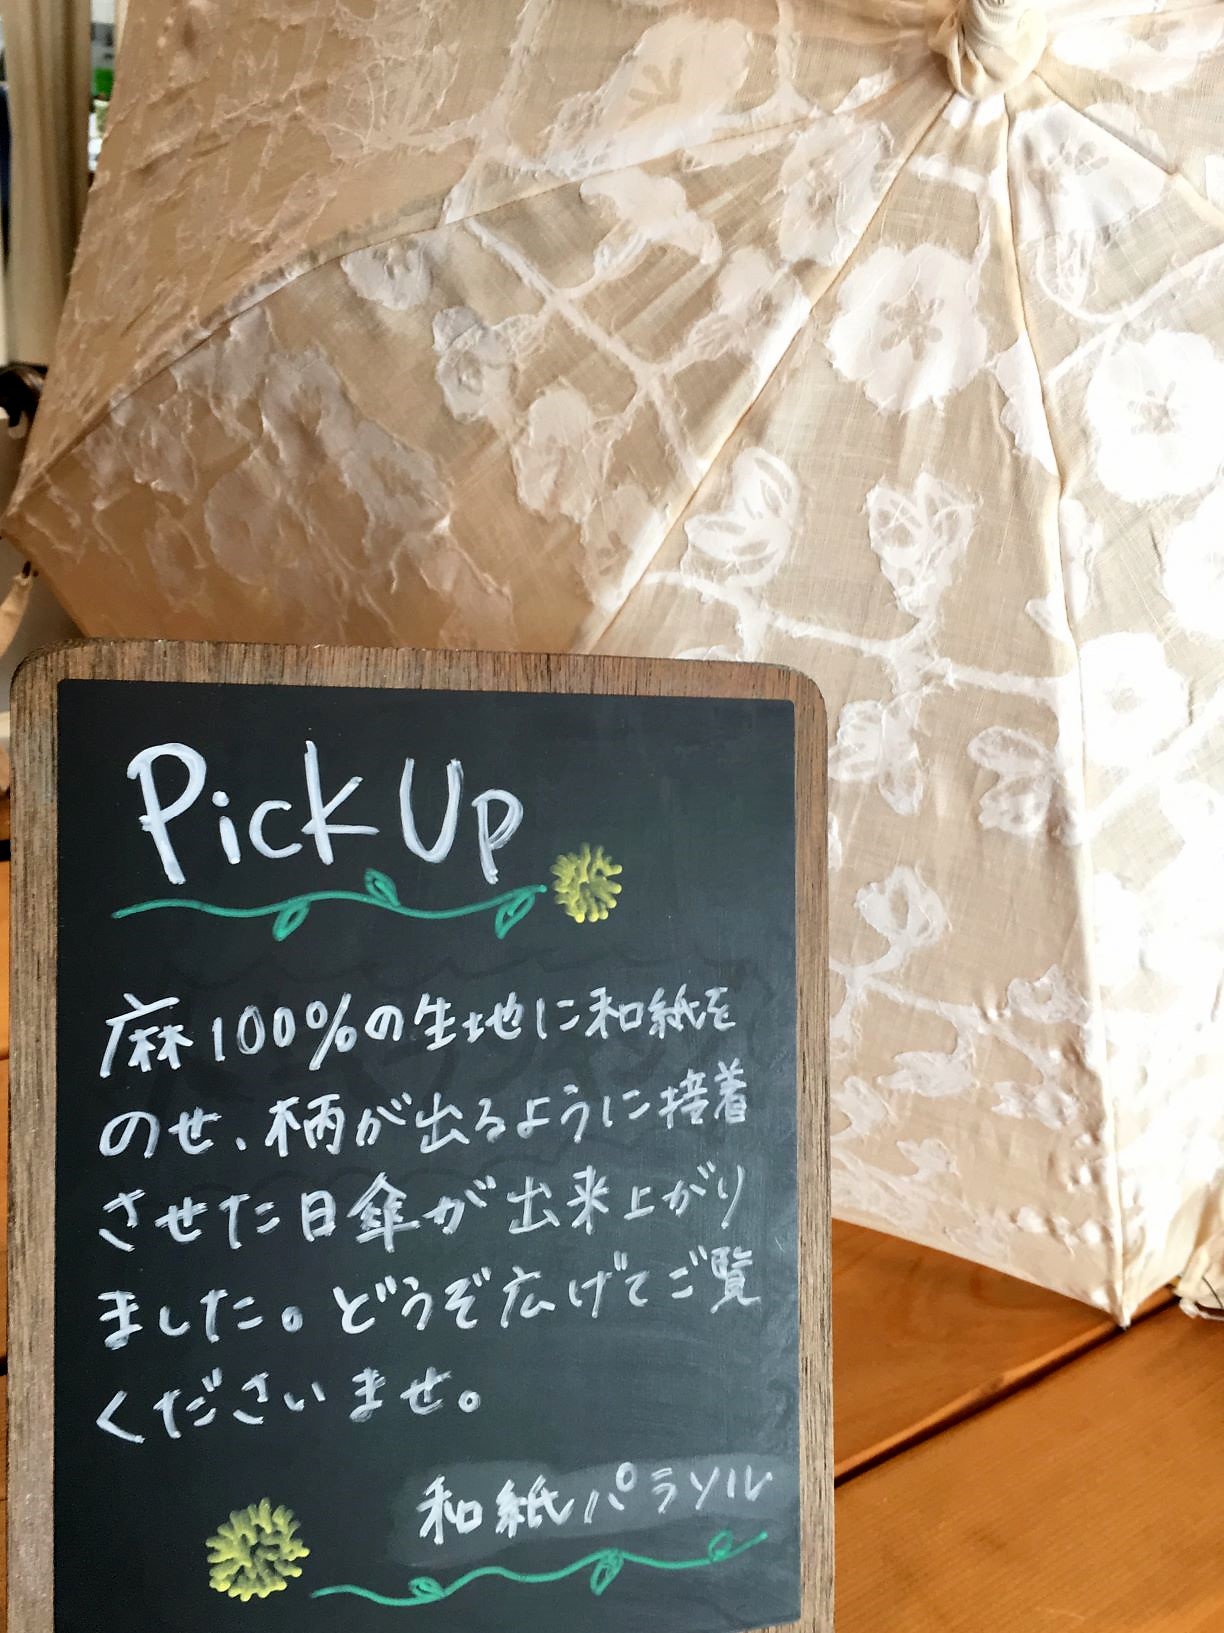 Pick Up
麻100%の生地に和紙を
のせ、柄が出るように接着
させた日傘が出来上がり
ました。どうぞ広げてご覧
くださいませ。
和紙パラソル